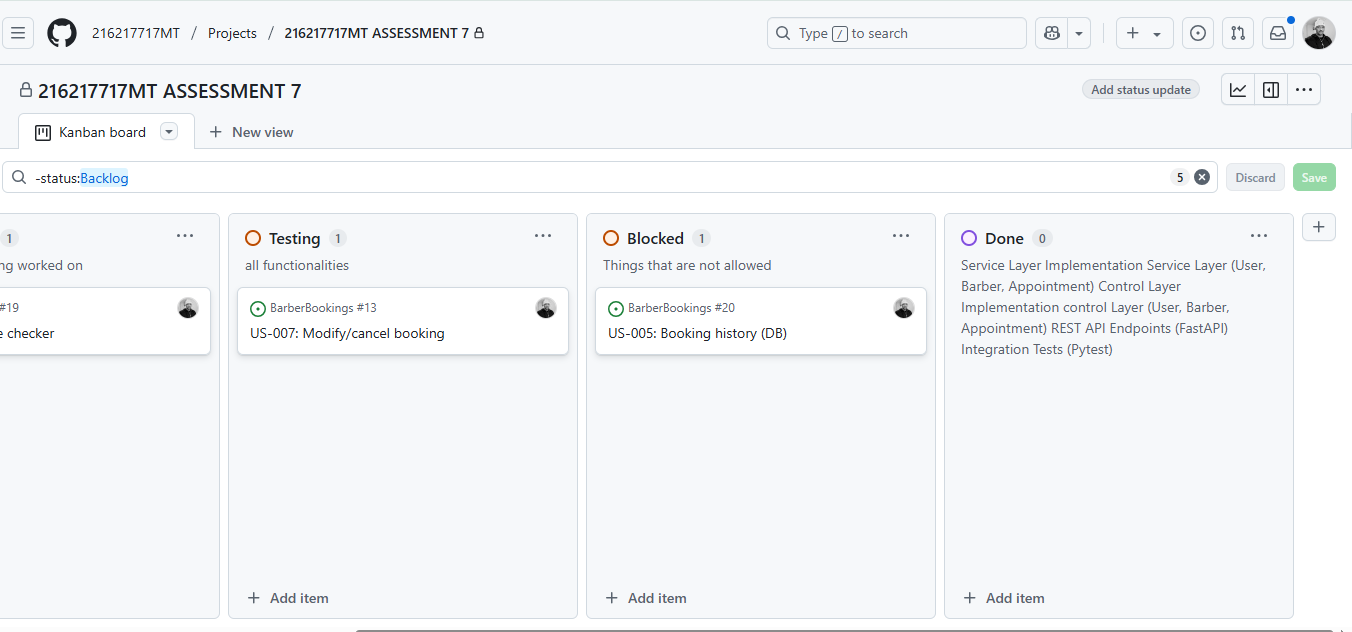 216217717MT / Projects / 216217717MT ASSESSMENT 7
Type / to search
216217717MT ASSESSMENT 7
Add status update
Kanban board
New view
-status:Backlog
5
Discard
Save
1
ng worked on
#19
e checker
Testing 1
all functionalities
BarberBookings #13
US-007: Modify/cancel booking
Add item
Blocked 1
Things that are not allowed
BarberBookings #20
US-005: Booking history (DB)
Add item
Done 0
Service Layer Implementation Service Layer (User,
Barber, Appointment) Control Layer
Implementation control Layer (User, Barber,
Appointment) REST API Endpoints (FastAPI)
Integration Tests (Pytest)
Add item